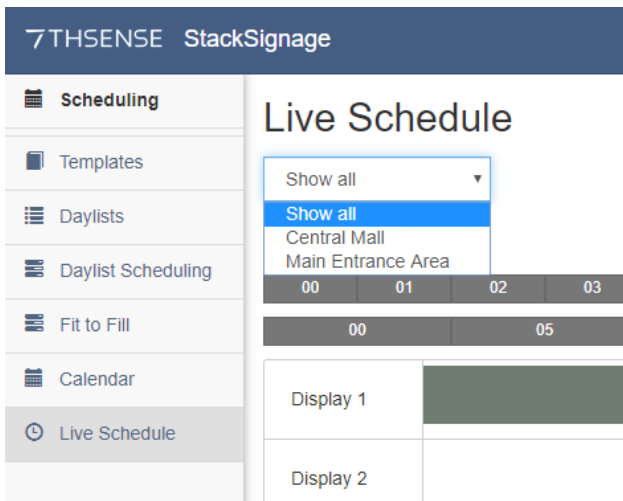 7THSENSE StackSignage
Scheduling
Templates
Daylists
Daylist Scheduling
Fit to Fill
Calendar
Live Schedule
Live Schedule
Show all
Show all
Central Mall
Main Entrance Area
00 01 02 03
00 05
Display 1
Display 2